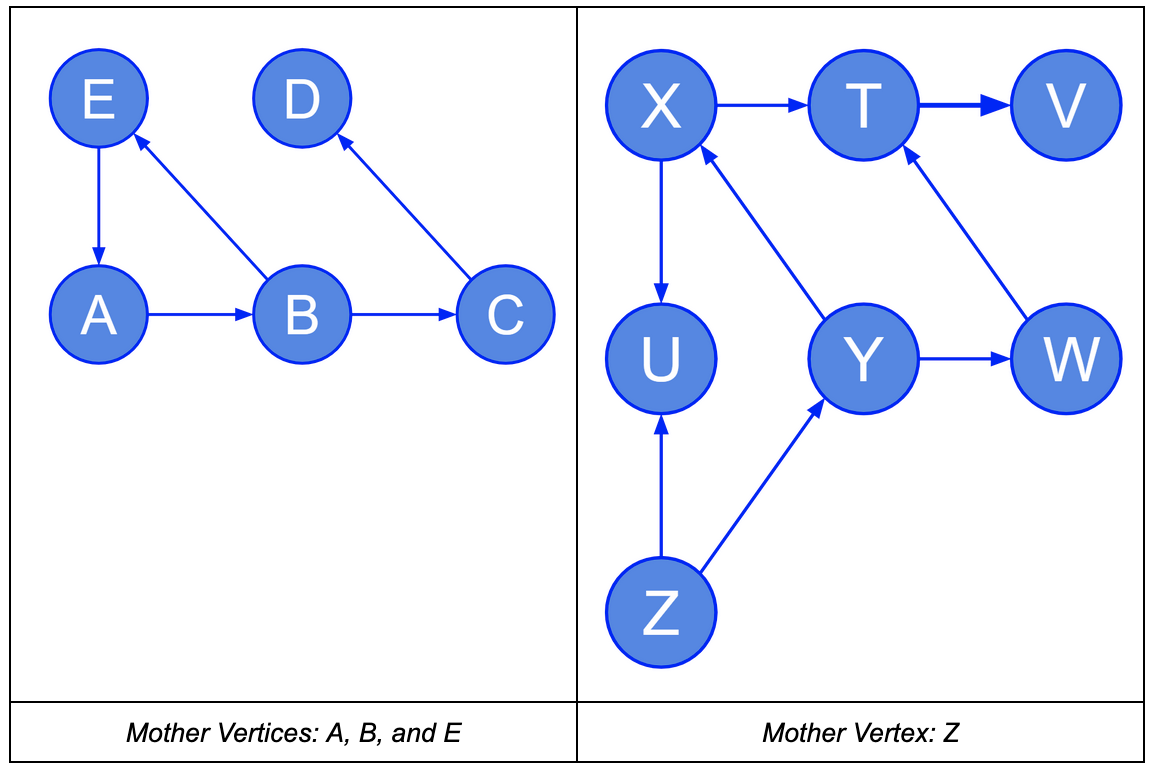 E
D
A
B
C
X
T
V
U
Y
W
Z
Mother Vertices: A, B, and E
Mother Vertex: Z